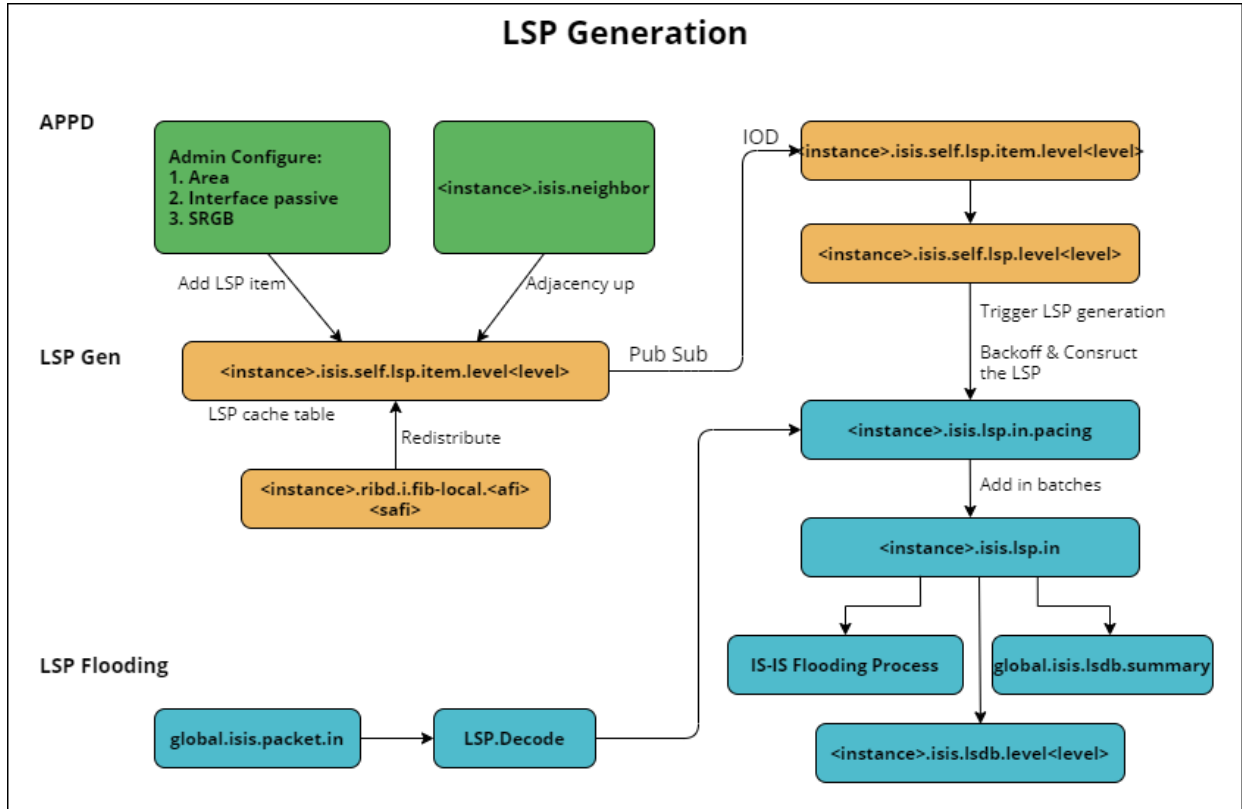 LSP Generation
APPD
Admin Configure:
1. Area
2. Interface passive
3. SRGB
<instance>.isis.neighbor
IOD
<instance>.isis.self.lsp.item.level<level>
<instance>.isis.self.lsp.level<level>
Add LSP item
Adjacency up
Trigger LSP generation
Backoff & Consruct
the LSP
LSP Gen
<instance>.isis.self.lsp.item.level<level>
Pub Sub
LSP cache table
Redistribute
<instance>.ribd.i.fib-local.<afi>
<safi>
<instance>.isis.lsp.in.pacing
Add in batches
<instance>.isis.lsp.in
IS-IS Flooding Process
global.isis.lsdb.summary
<instance>.isis.lsdb.level<level>
LSP Flooding
global.isis.packet.in
LSP.Decode